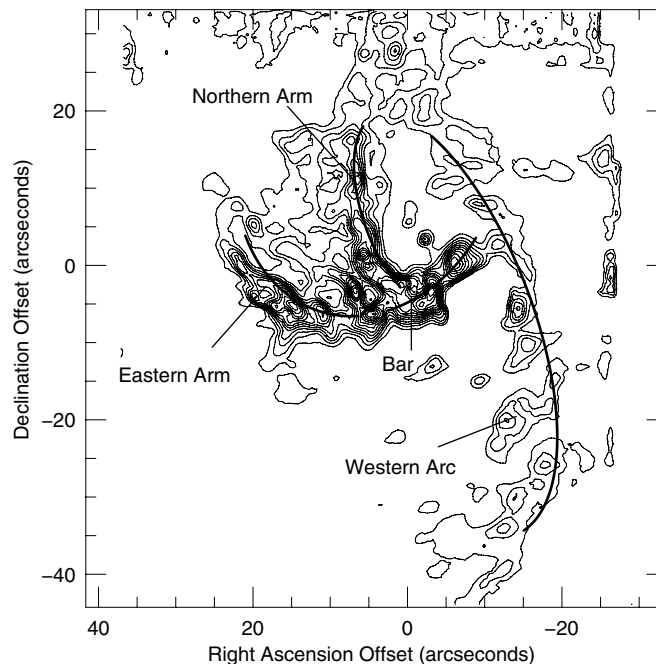 Northern Arm
Eastern Arm
Bar
Western Arc
20
0
−20
−40
Declination Offset (arcseconds)
40
20
0
−20
Right Ascension Offset (arcseconds)